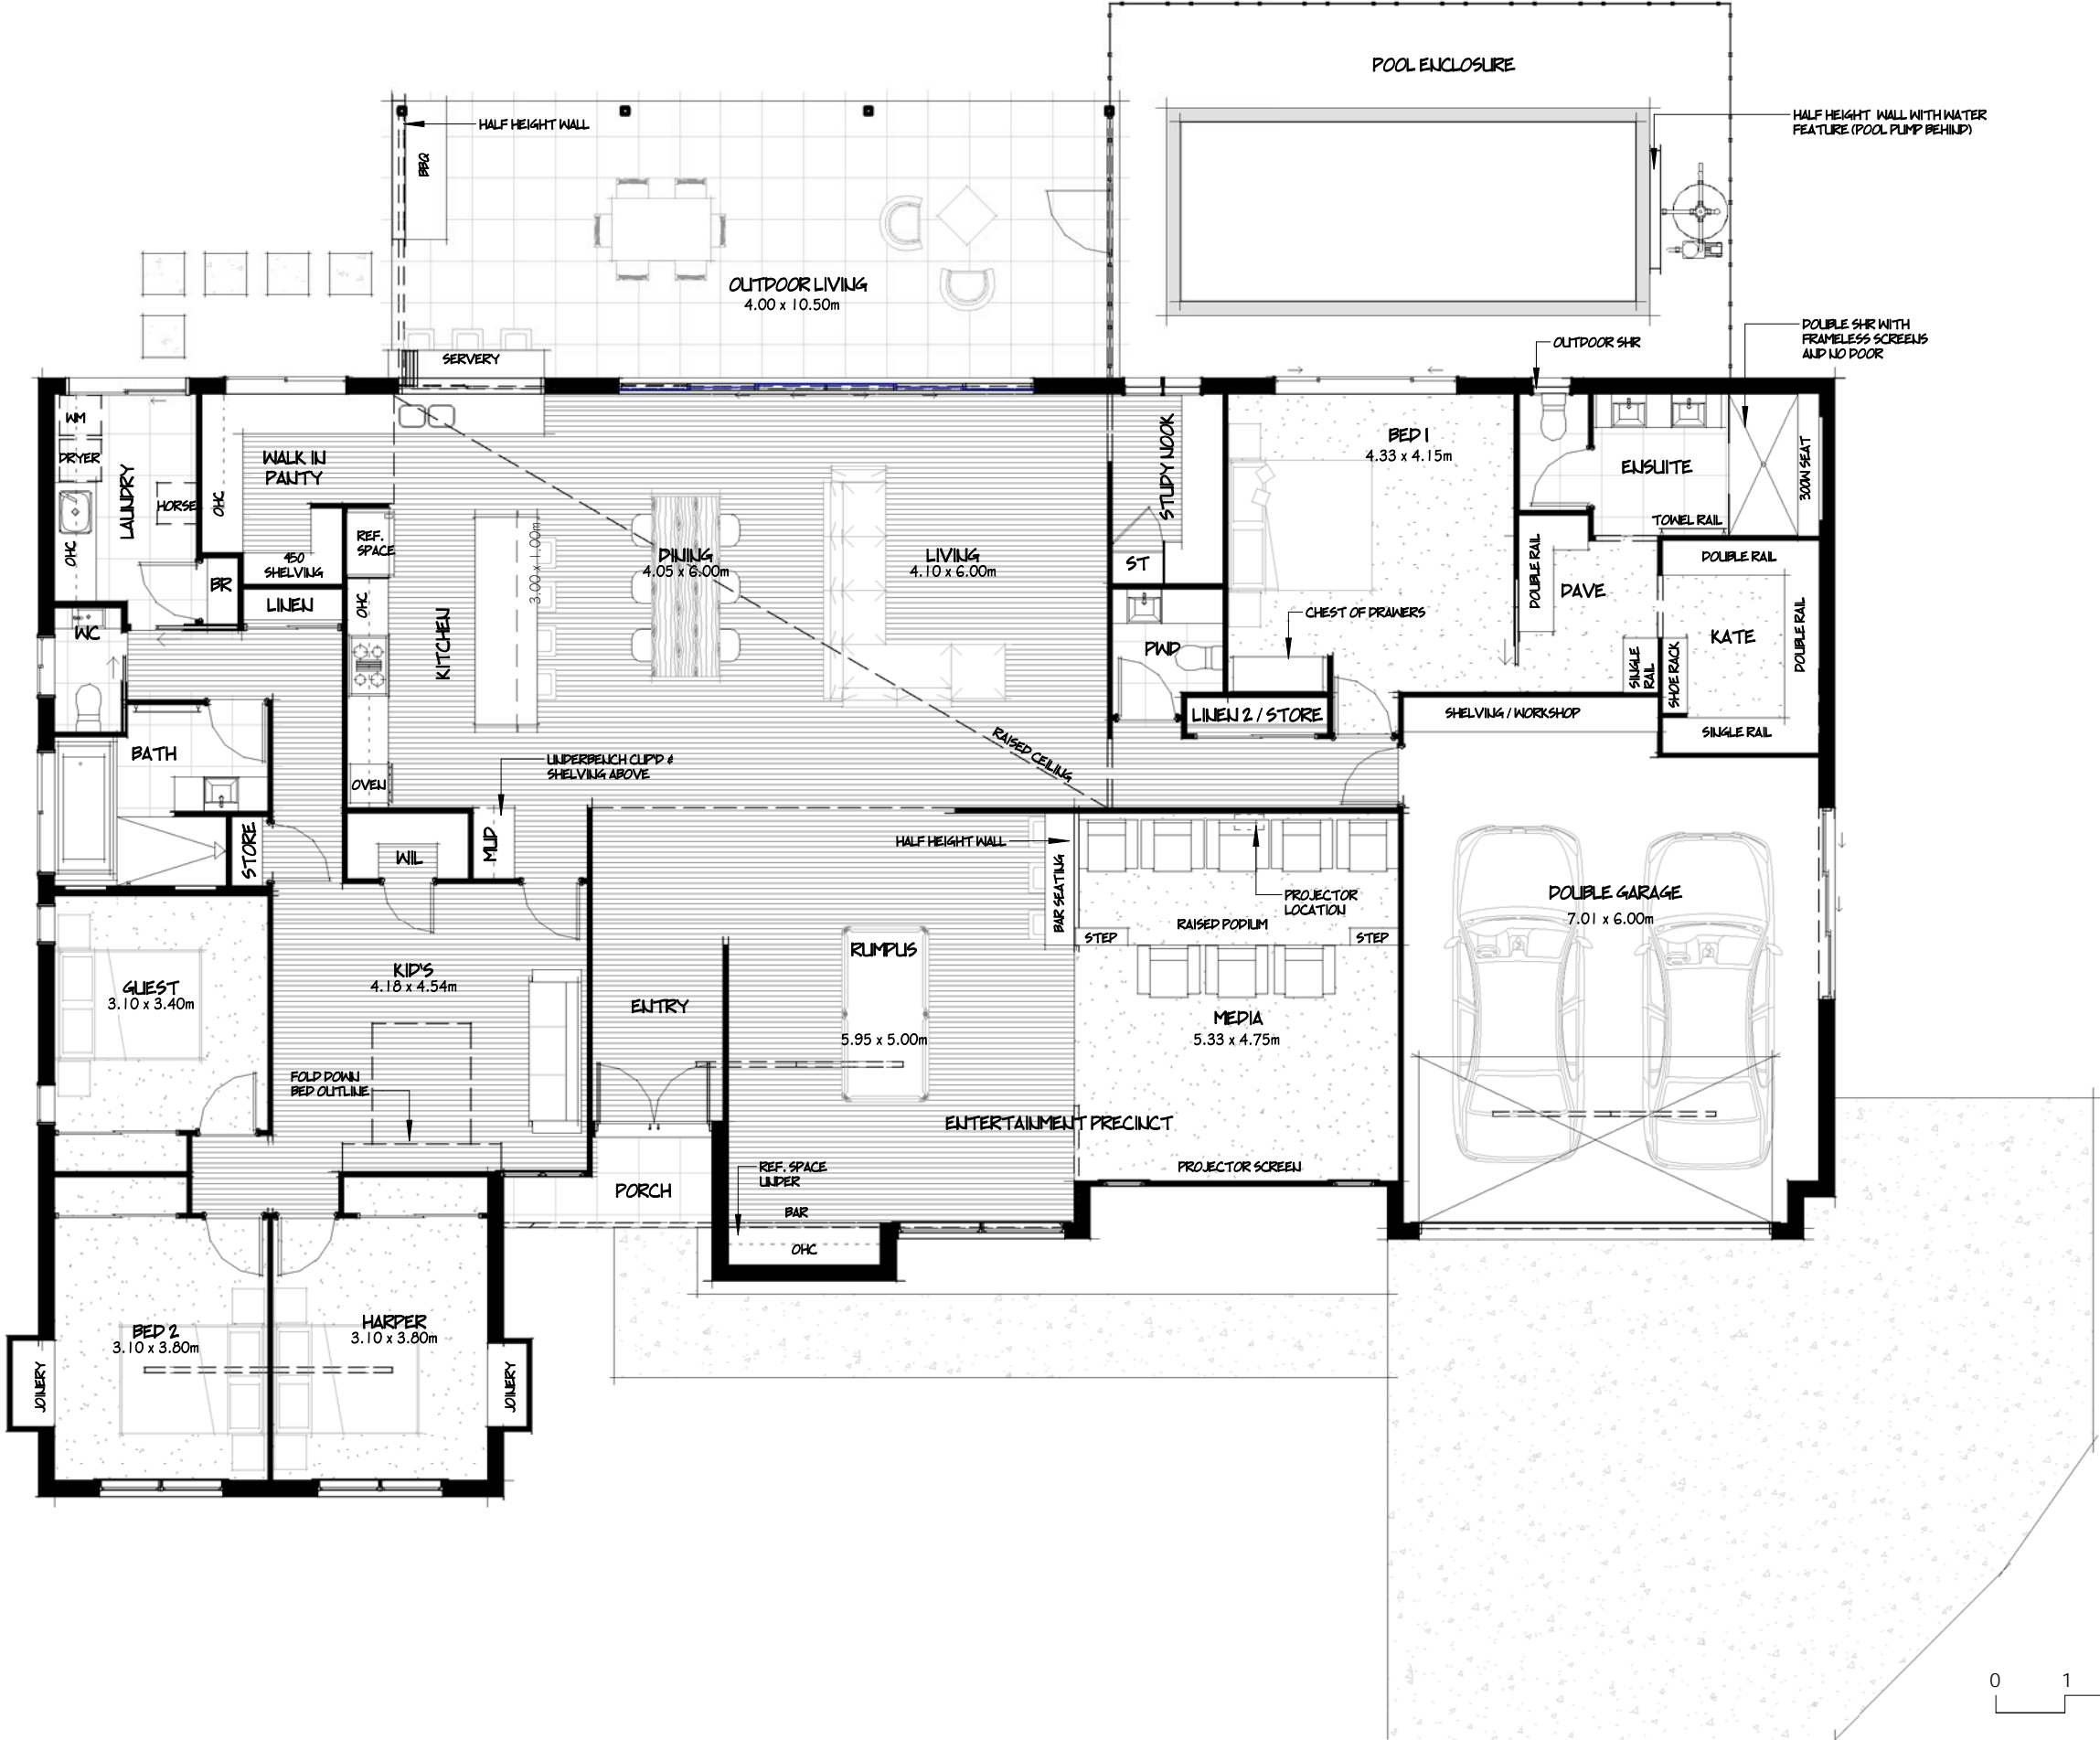 POOL ENCLOSURE
HALF HEIGHT WALL WITH WATER
FEATURE (POOL PUMP BEHIND)
HALF HEIGHT WALL
BBQ
OUTDOOR LIVING
4.00 x 10.50m
SERVERY
OUTDOOR SHR
DOUBLE SHR WITH
FRAMELESS SCREENS
AND NO DOOR
WM
DRYER
LAUNDRY
HORSE
OHC
OHC
WALK IN
PANTY
450
SHELVING
BR
LINEN
WC
REF.
SPACE
OHC
KITCHEN
3.00 x 1.00m
OVEN
DINING
4.05 x 6.00m
LIVING
4.10 x 6.00m
RAISED CEILING
STUDY NOOK
ST
PWD
LINEN 2 / STORE
BED 1
4.33 x 4.15m
CHEST OF DRAWERS
ENSUITE
300W SEAT
TOWEL RAIL
DOUBLE RAIL
DAVE
SINGLE
RAIL
DOUBLE RAIL
KATE
DOUBLE RAIL
SHOE RACK
SINGLE RAIL
SHELVING / WORKSHOP
BATH
STORE
UNDERBENCH CUP'D &
SHELVING ABOVE
WIL
MUD
HALF HEIGHT WALL
BAR SEATING
PROJECTOR
LOCATION
RAISED PODIUM
STEP
STEP
DOUBLE GARAGE
7.01 x 6.00m
GUEST
3.10 x 3.40m
KID'S
4.18 x 4.54m
FOLD DOWN
BED OUTLINE
ENTRY
RUMPUS
5.95 x 5.00m
MEDIA
5.33 x 4.75m
ENTERTAINMENT PRECINCT
PROJECTOR SCREEN
REF. SPACE
UNDER
PORCH
BAR
OHC
BED 2
3.10 x 3.80m
HARPER
3.10 x 3.80m
JOINERY
JOINERY
0 1